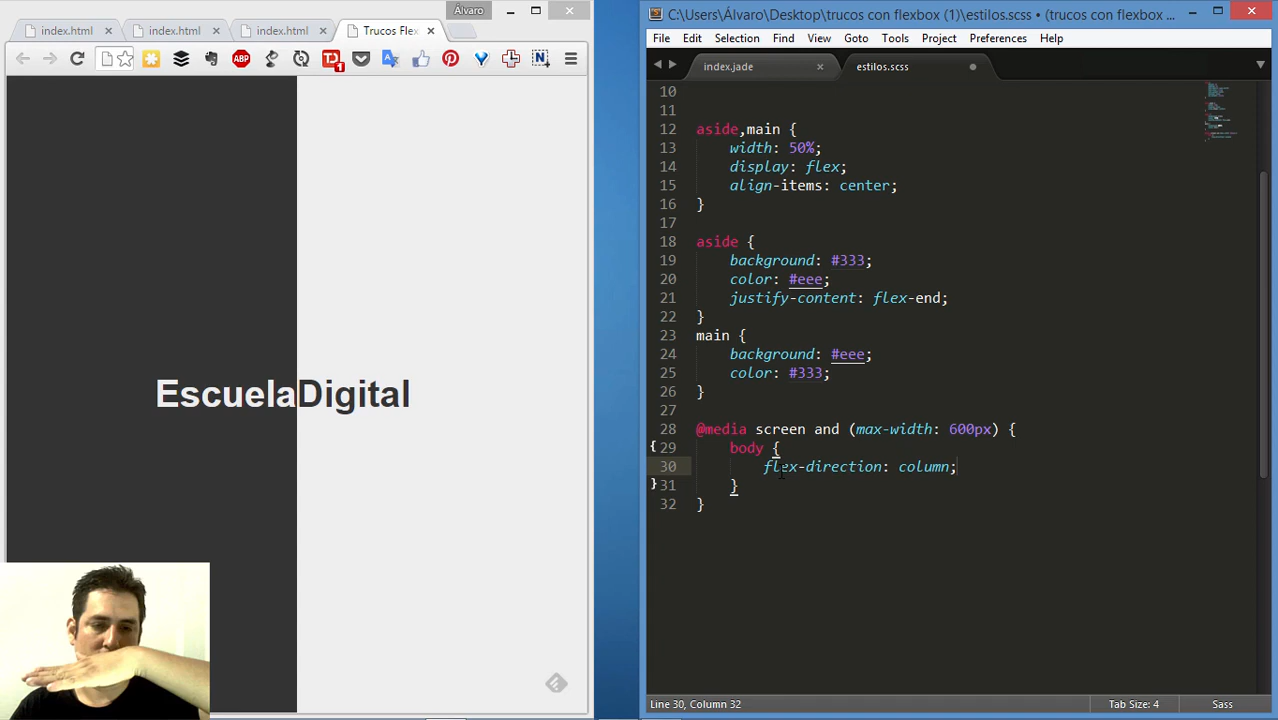 Álvaro
index.html
index.html
index.html
Trucos Flex
ABP
1
N
EscuelaDigital
C:\Users\Álvaro\Desktop\trucos con flexbox (1)\estilos.scss • (trucos con flexbox ...
File Edit Selection Find View Goto Tools Project Preferences Help
index.jade
estilos.scss
10
11
12 aside,main {
13 width: 50%;
14 display: flex;
15 align-items: center;
16 }
17
18 aside {
19 background: #333;
20 color: #eee;
21 justify-content: flex-end;
22 }
23 main {
24 background: #eee;
25 color: #333;
26 }
27
28 @media screen and (max-width: 600px) {
29 body {
30 flex-direction: column;
31 }
32 }
Line 30, Column 32
Tab Size: 4
Sass